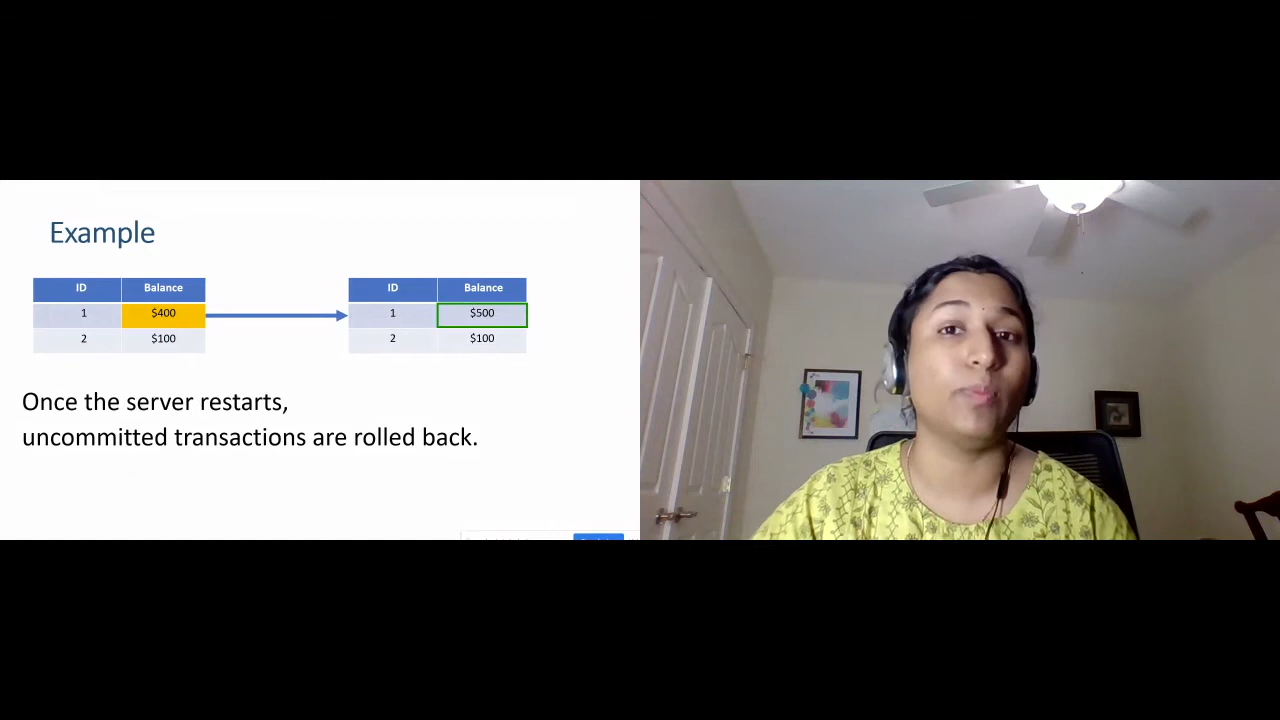 Example
ID Balance
1 $400
2 $100
ID Balance
1 $500
2 $100
Once the server restarts,
uncommitted transactions are rolled back.